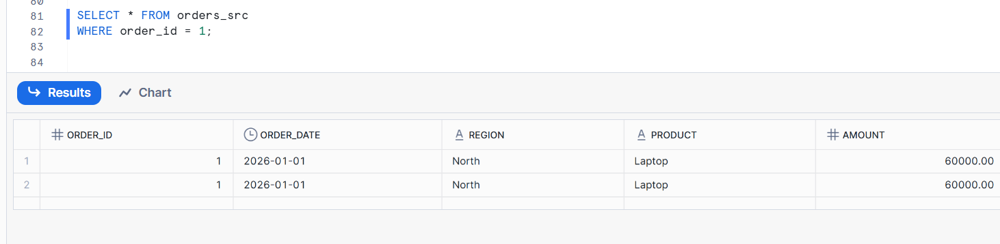 80
81 SELECT * FROM orders_src
82 WHERE order_id = 1;
83
84
Results Chart
ORDER_ID ORDER_DATE REGION PRODUCT AMOUNT
1 1 2026-01-01 North Laptop 60000.00
2 1 2026-01-01 North Laptop 60000.00